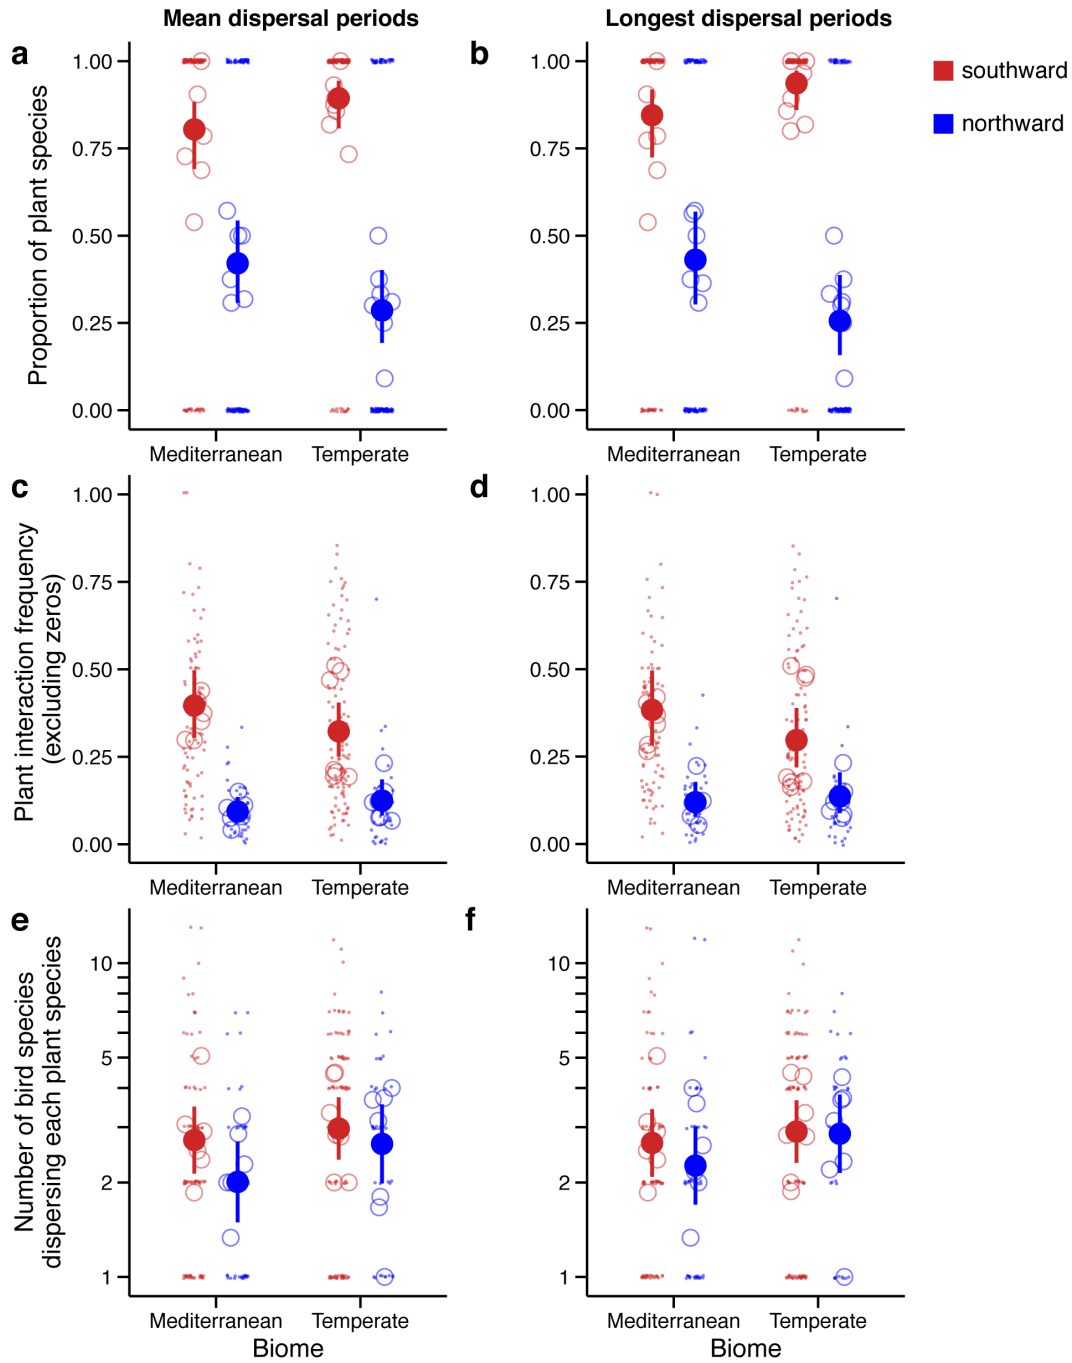 Mean dispersal periods
Longest dispersal periods
a
b
southward
northward
Proportion of plant species
1.00
0.75
0.50
0.25
0.00
1.00
0.75
0.50
0.25
0.00
Mediterranean
Temperate
Mediterranean
Temperate
c
d
Plant interaction frequency
(excluding zeros)
1.00
0.75
0.50
0.25
0.00
1.00
0.75
0.50
0.25
0.00
Mediterranean
Temperate
Mediterranean
Temperate
e
f
Number of bird species
dispersing each plant species
10
5
2
1
10
5
2
1
Mediterranean
Temperate
Mediterranean
Temperate
Biome
Biome